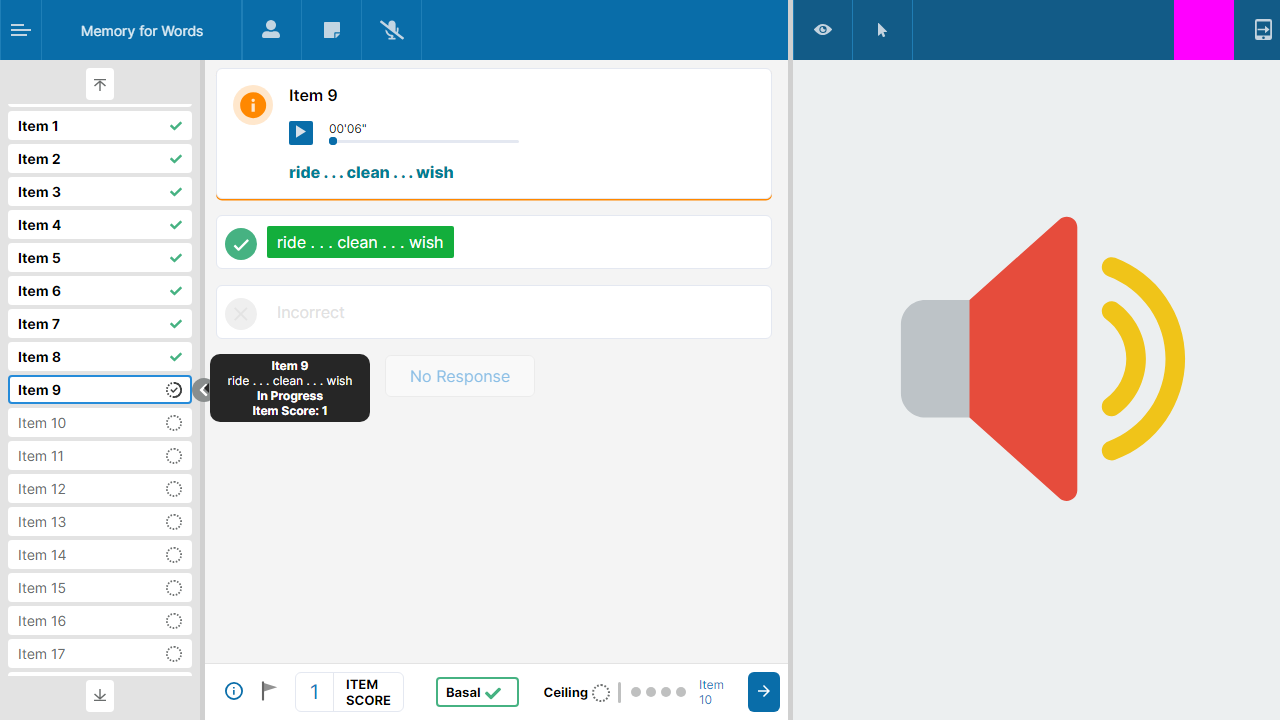 Memory for Words
Item 1
Item 2
Item 3
Item 4
Item 5
Item 6
Item 7
Item 8
Item 9
Item 10
Item 11
Item 12
Item 13
Item 14
Item 15
Item 16
Item 17
Item 9
00'06"
ride . . . clean . . . wish
ride . . . clean . . . wish
Incorrect
Item 9
ride . . . clean . . . wish
In Progress
Item Score: 1
No Response
1
ITEM
SCORE
Basal
Ceiling
Item
10